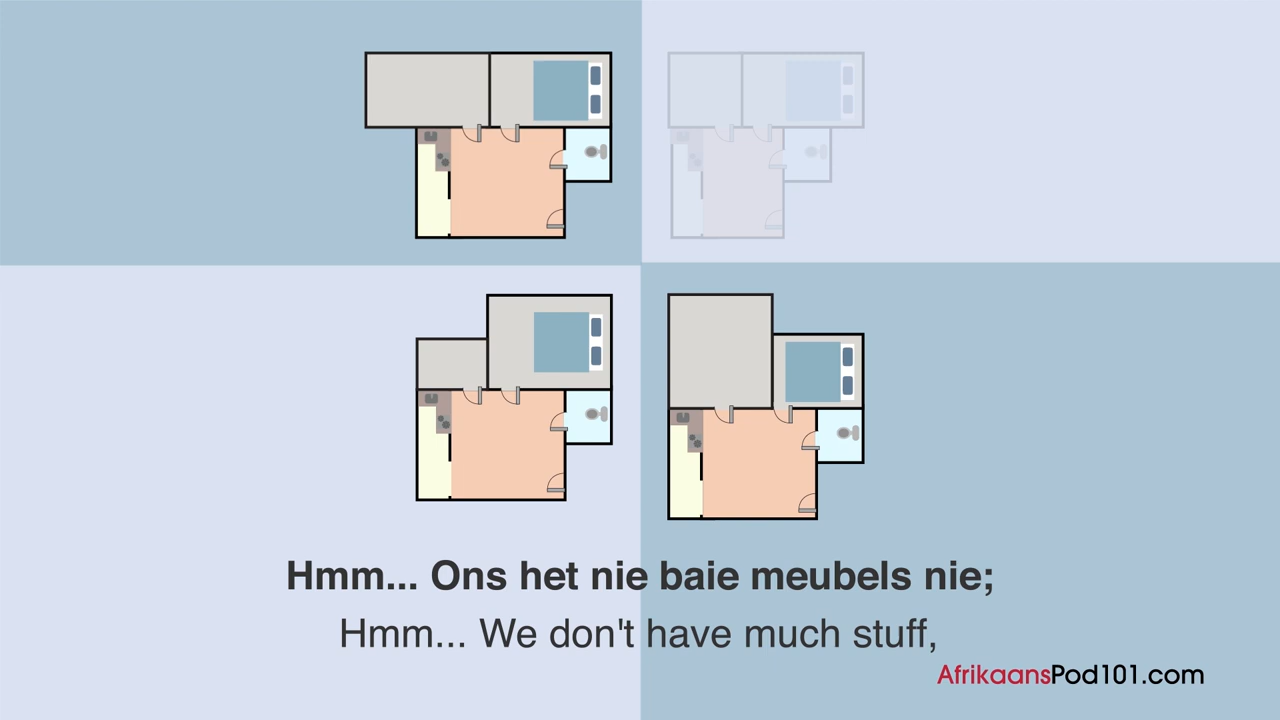 Hmm... Ons het nie baie meubels nie;
Hmm... We don't have much stuff,
AfrikaansPod101.com